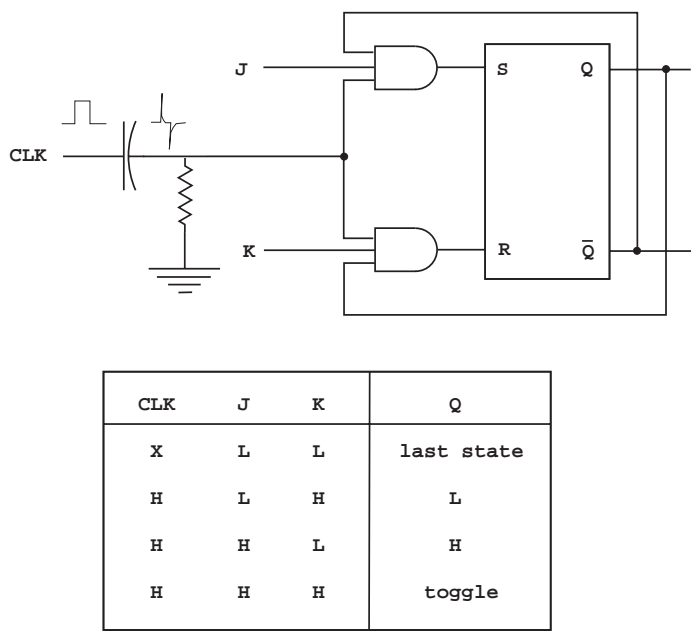 J
S Q
CLK
K
R Q̅
CLK J K Q
X L L last state
H L H L
H H L H
H H H toggle